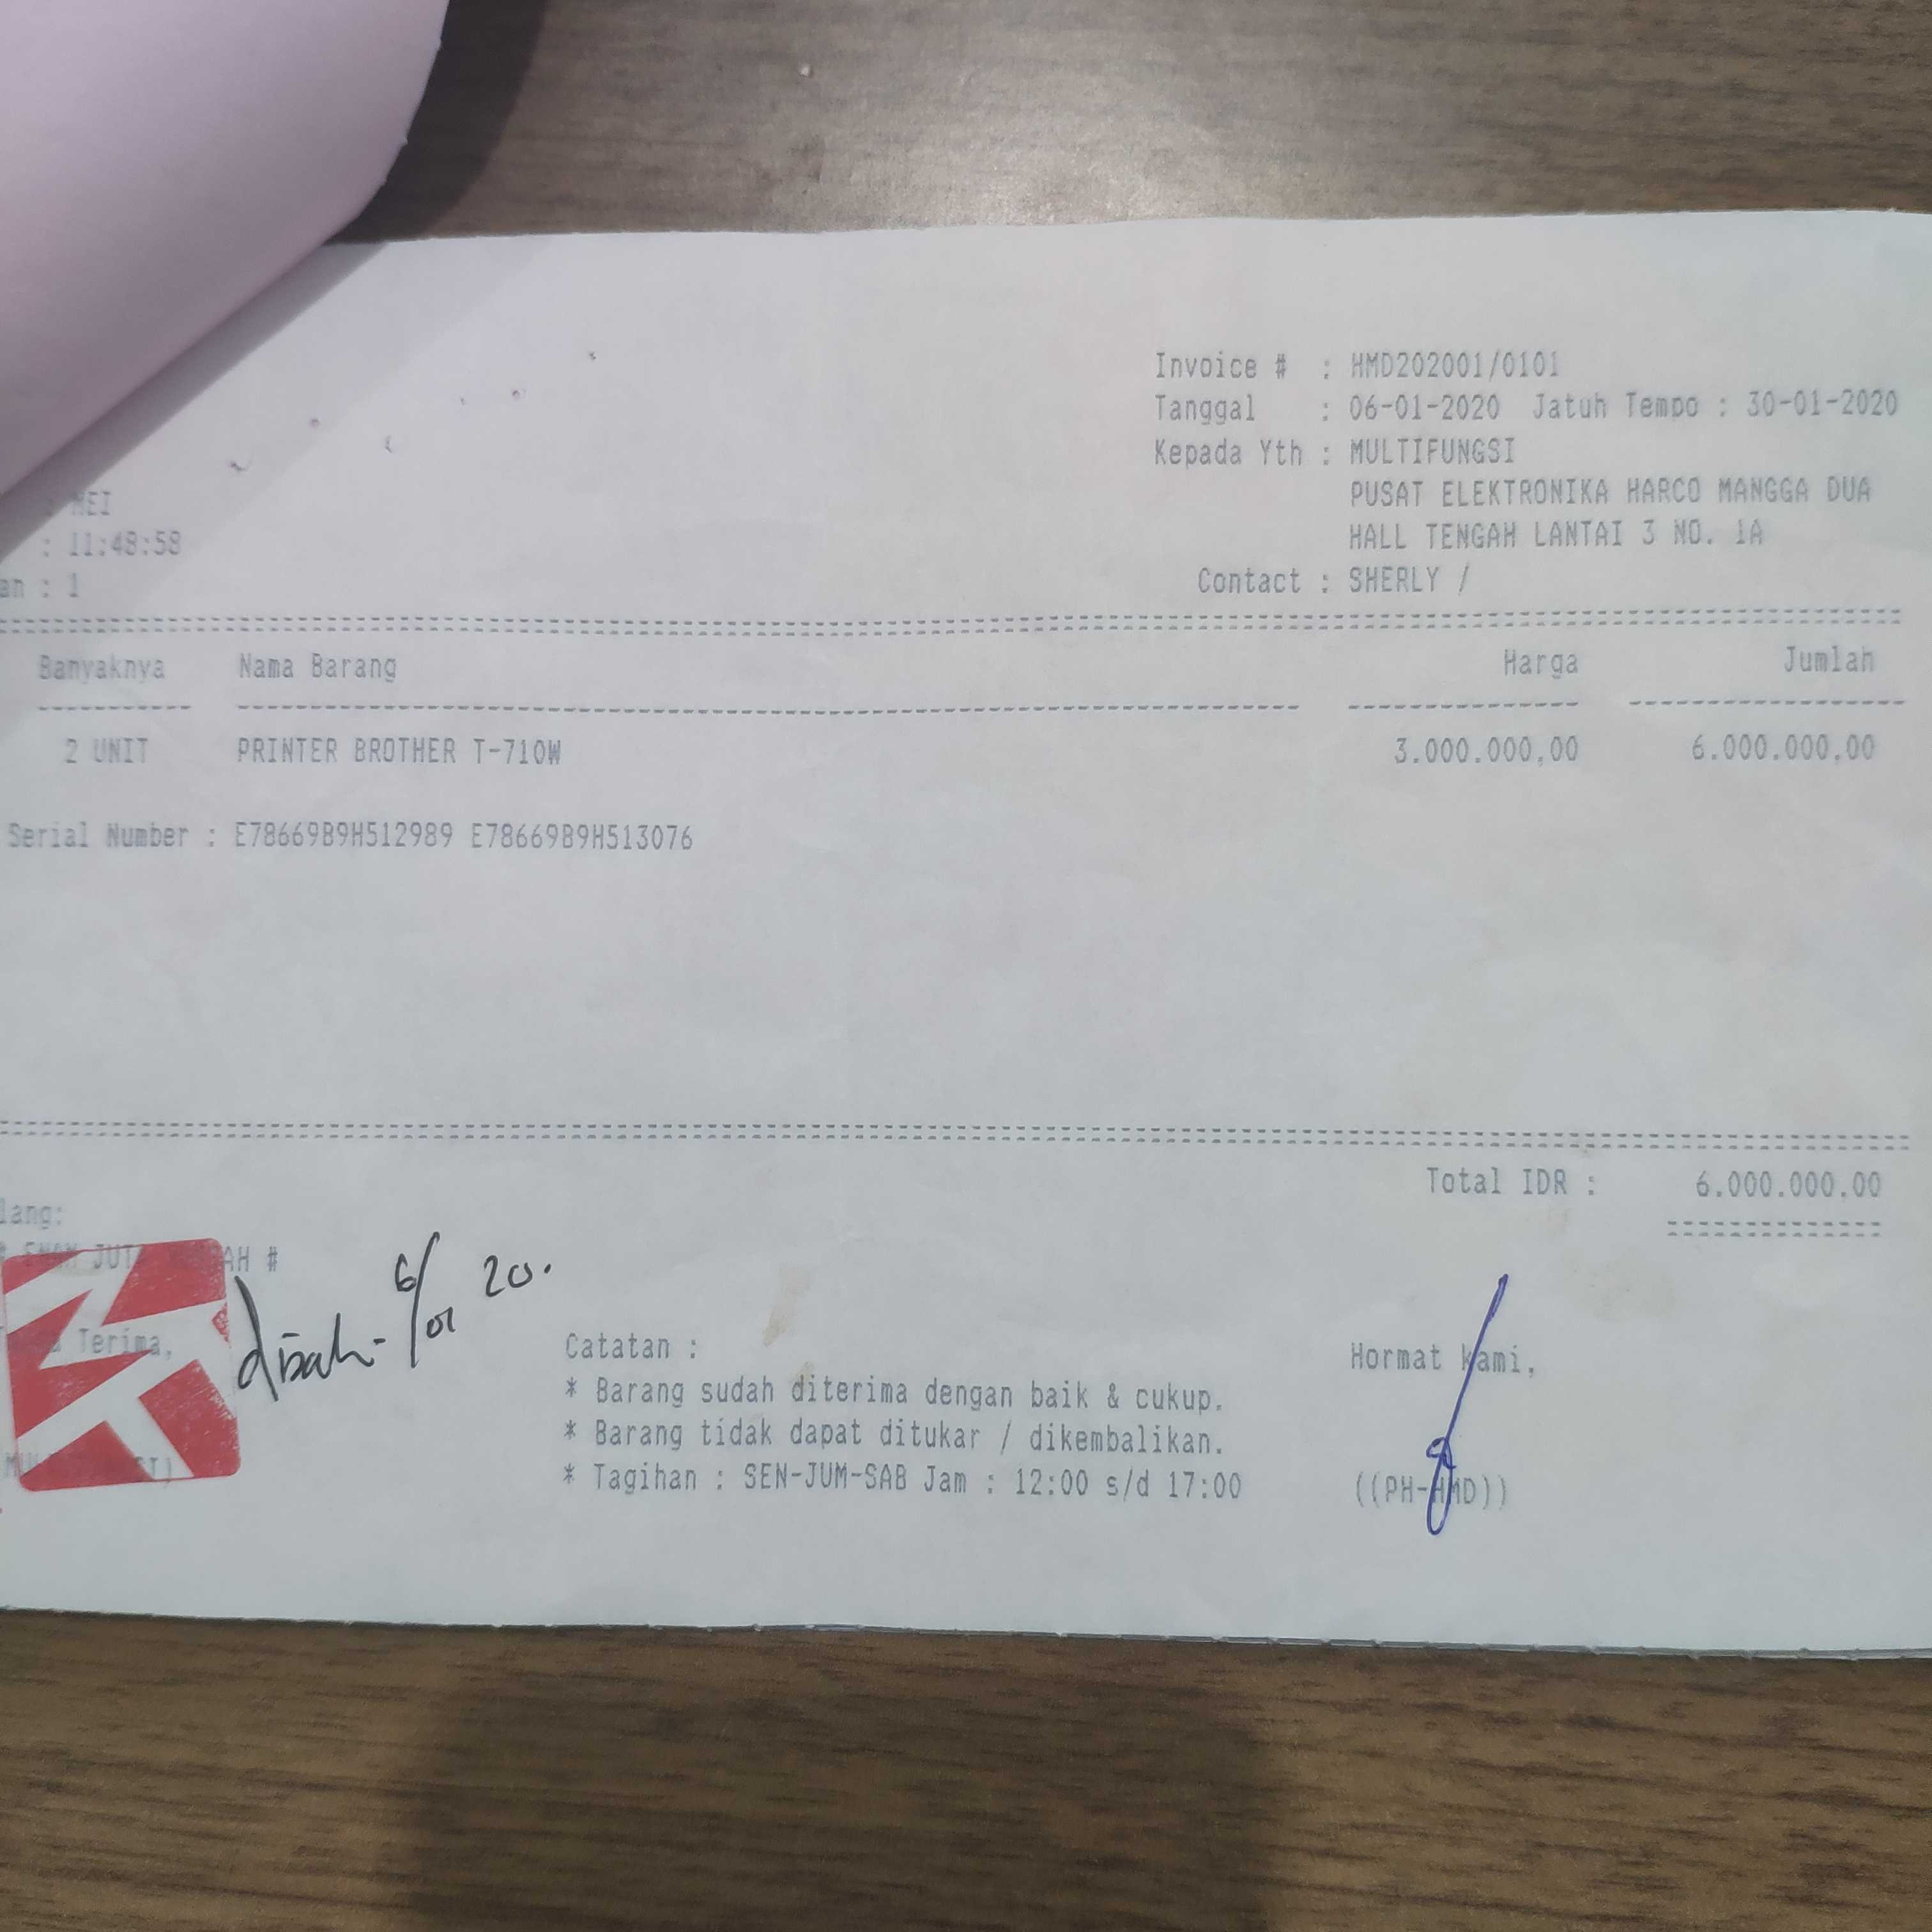 Invoice # : HMD202001/0101
Tanggal : 06-01-2020 Jatuh Tempo : 30-01-2020
Kepada Yth : MULTIFUNGSI
PUSAT ELEKTRONIKA HARCO MANGGA DUA
: MEI
HALL TENGAH LANTAI 3 NO. 1A
: 11:48:58
Contact : SHERLY /
an : 1
Banyaknya Nama Barang Harga Jumlah
2 UNIT PRINTER BROTHER T-710W 3.000.000,00 6.000.000,00
Serial Number : E78669B9H512989 E78669B9H513076
Total IDR : 6.000.000,00
lang:
# ENAM JUT AH #
6/01 20.
Terima,
Catatan :
Hormat kami,
* Barang sudah diterima dengan baik & cukup.
* Barang tidak dapat ditukar / dikembalikan.
* Tagihan : SEN-JUM-SAB Jam : 12:00 s/d 17:00
((PH-HMD))